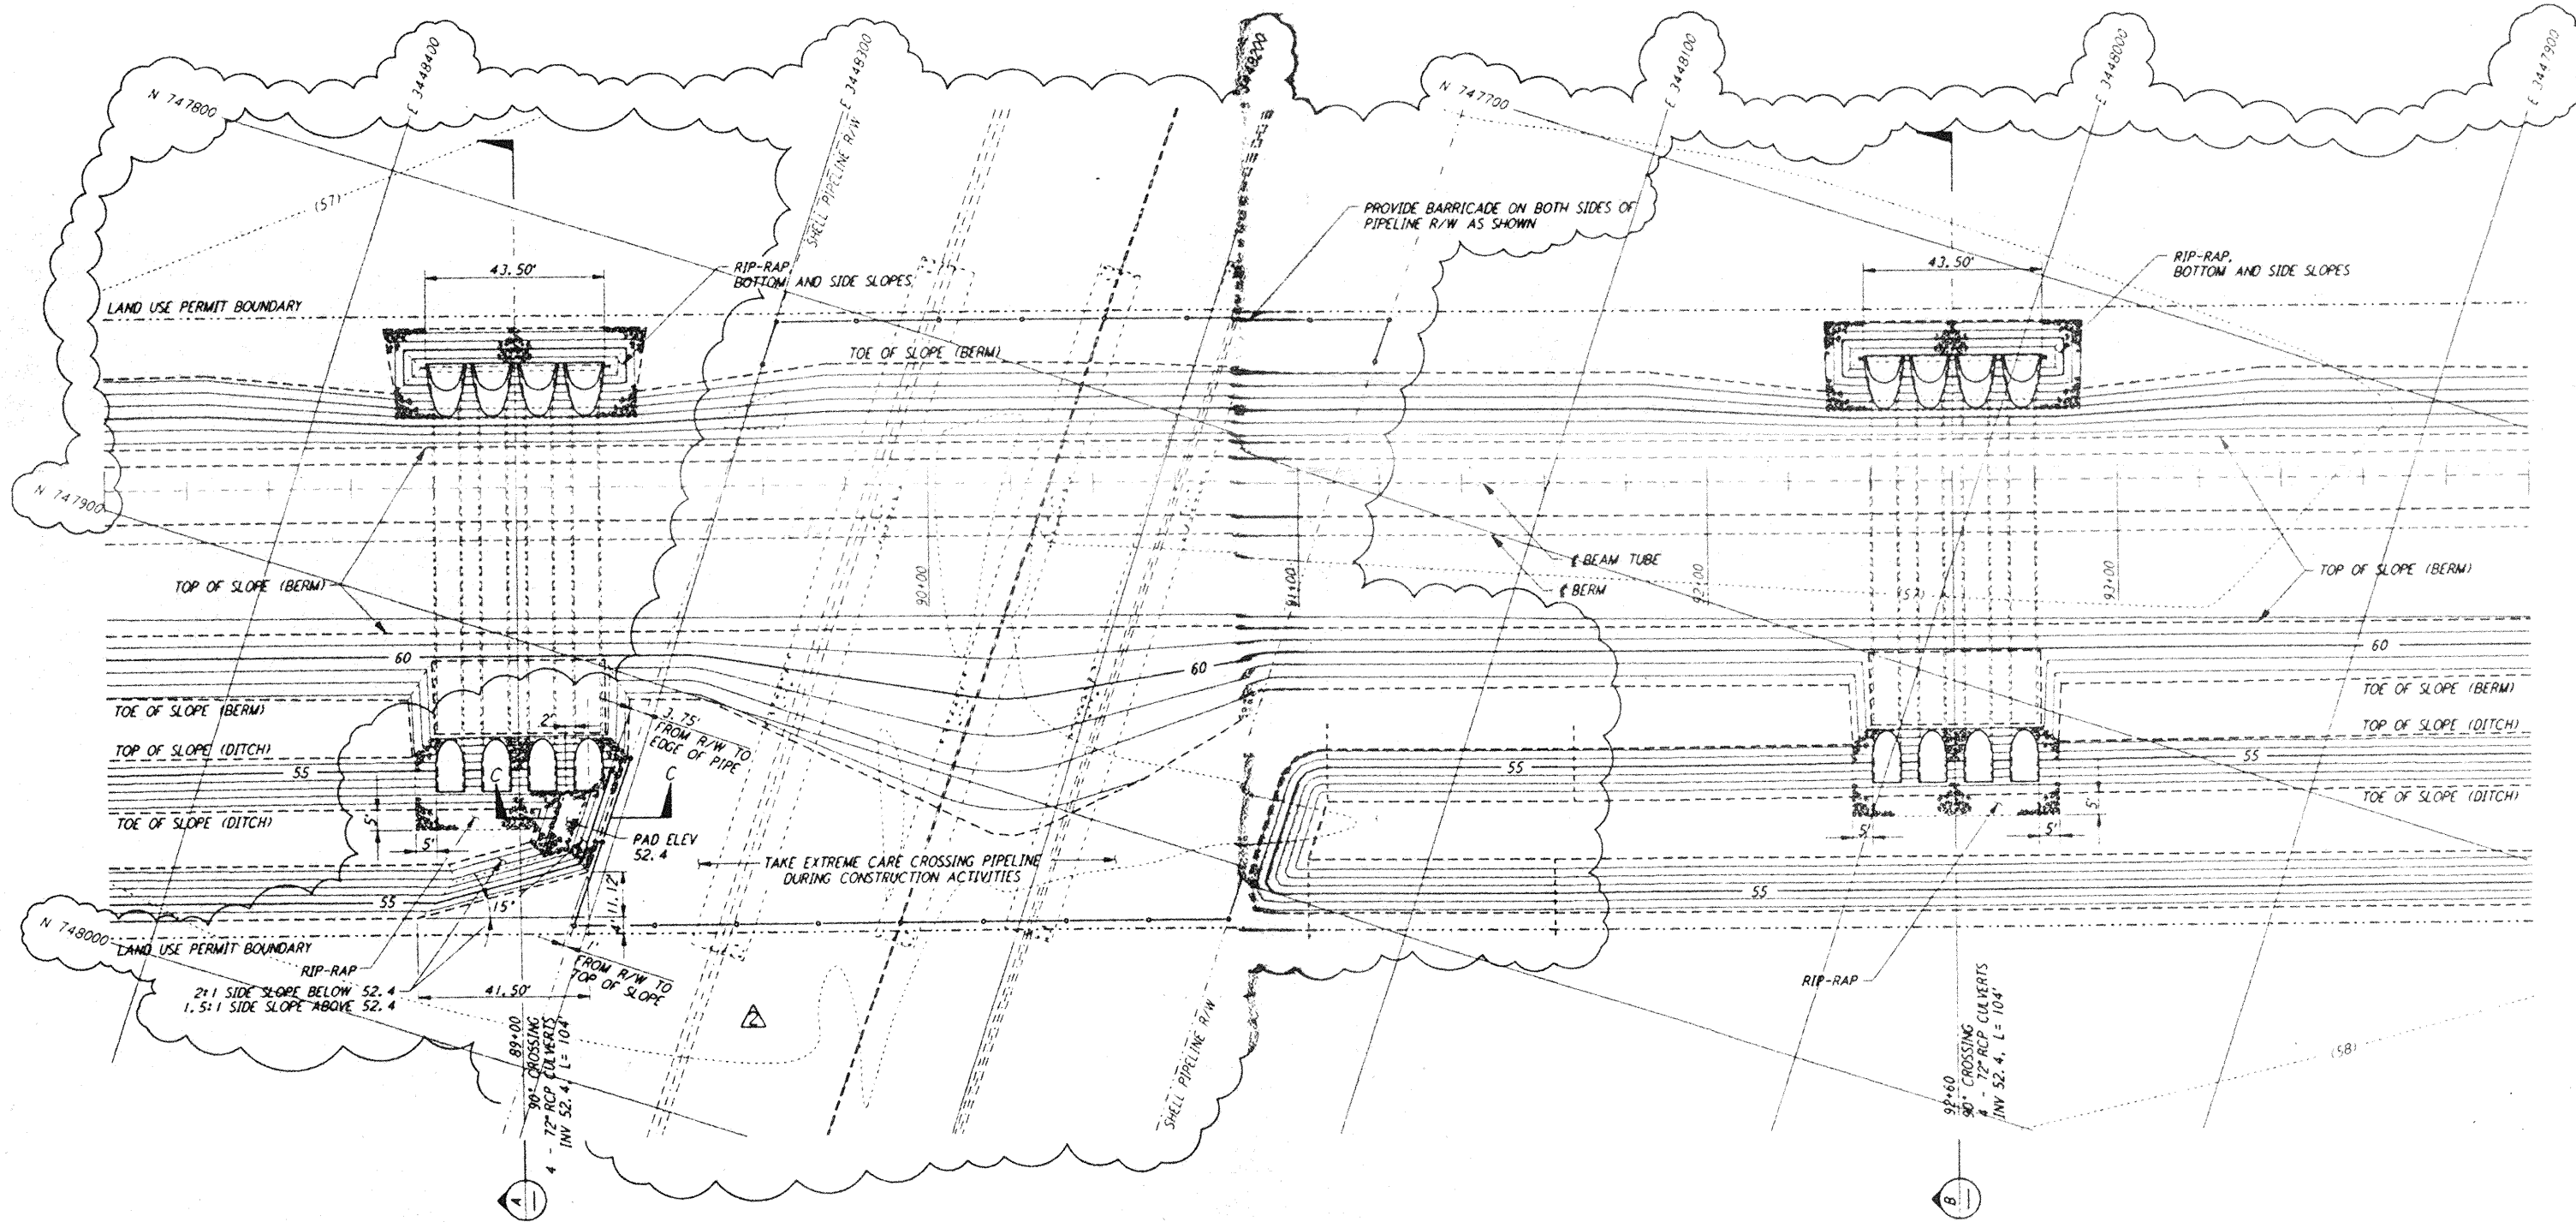 N 747800
E 3448400
E 3448300
3448200
N 747700
E 3448100
E 3448000
E 3447900
(57)
SHELL PIPELINE R/W
PROVIDE BARRICADE ON BOTH SIDES OF
PIPELINE R/W AS SHOWN
43.50'
RIP-RAP,
BOTTOM AND SIDE SLOPES
43.50'
RIP-RAP,
BOTTOM AND SIDE SLOPES
LAND USE PERMIT BOUNDARY
TOE OF SLOPE (BERM)
N 747900
90+00
91+00
92+00
93+00
℄ BEAM TUBE
℄ BERM
TOP OF SLOPE (BERM)
TOP OF SLOPE (BERM)
(57)
60
60
60
TOE OF SLOPE (BERM)
TOE OF SLOPE (BERM)
2'
3.75'
FROM R/W TO
EDGE OF PIPE
TOP OF SLOPE (DITCH)
TOP OF SLOPE (DITCH)
55
55
55
C
C
TOE OF SLOPE (DITCH)
TOE OF SLOPE (DITCH)
5'
5'
5'
5'
5'
PAD ELEV
52.4
TAKE EXTREME CARE CROSSING PIPELINE
DURING CONSTRUCTION ACTIVITIES
55
55
15'
11.12'
N 748000
LAND USE PERMIT BOUNDARY
RIP-RAP
2:1 SIDE SLOPE BELOW 52.4
1.5:1 SIDE SLOPE ABOVE 52.4
41.50'
FROM R/W TO
TOP OF SLOPE
2
RIP-RAP
SHELL PIPELINE R/W
89+00
90° CROSSING
4 - 72" RCP CULVERTS
INV 52.4, L= 104'
92+60
90° CROSSING
4 - 72" RCP CULVERTS
INV 52.4, L= 104'
(58)
A
B